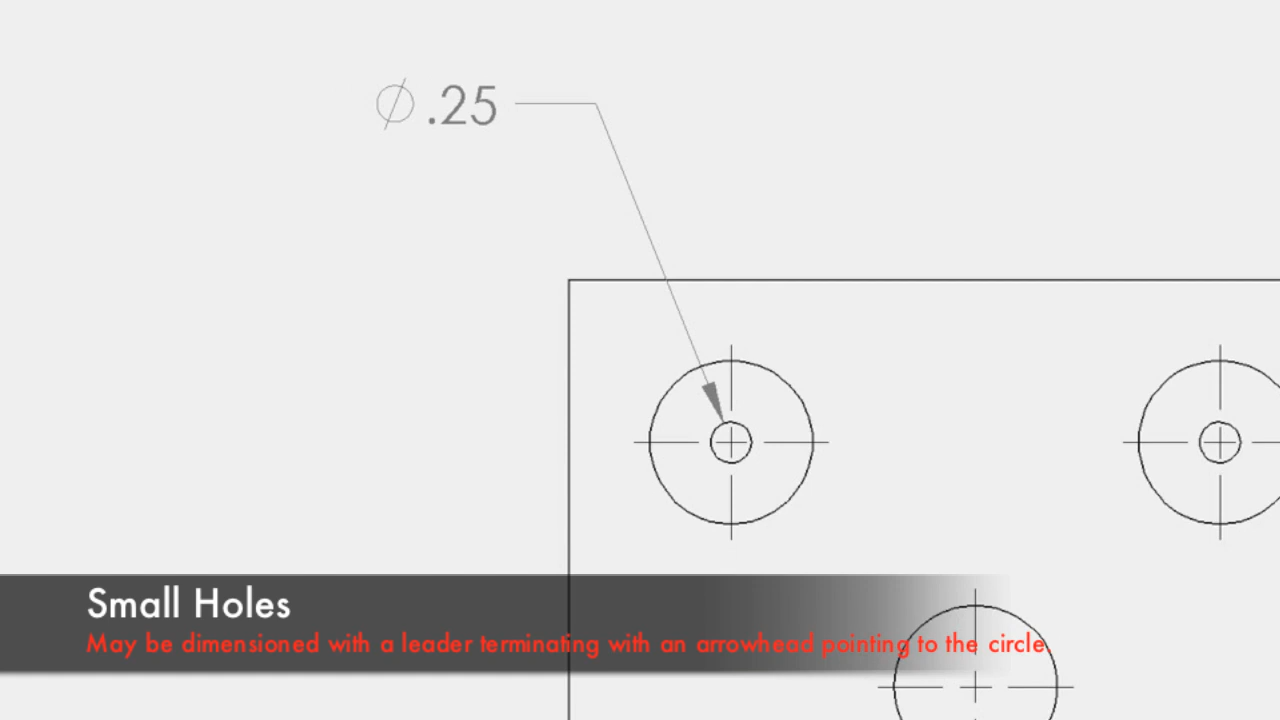 ∅ .25
Small Holes
May be dimensioned with a leader terminating with an arrowhead pointing to the circle.